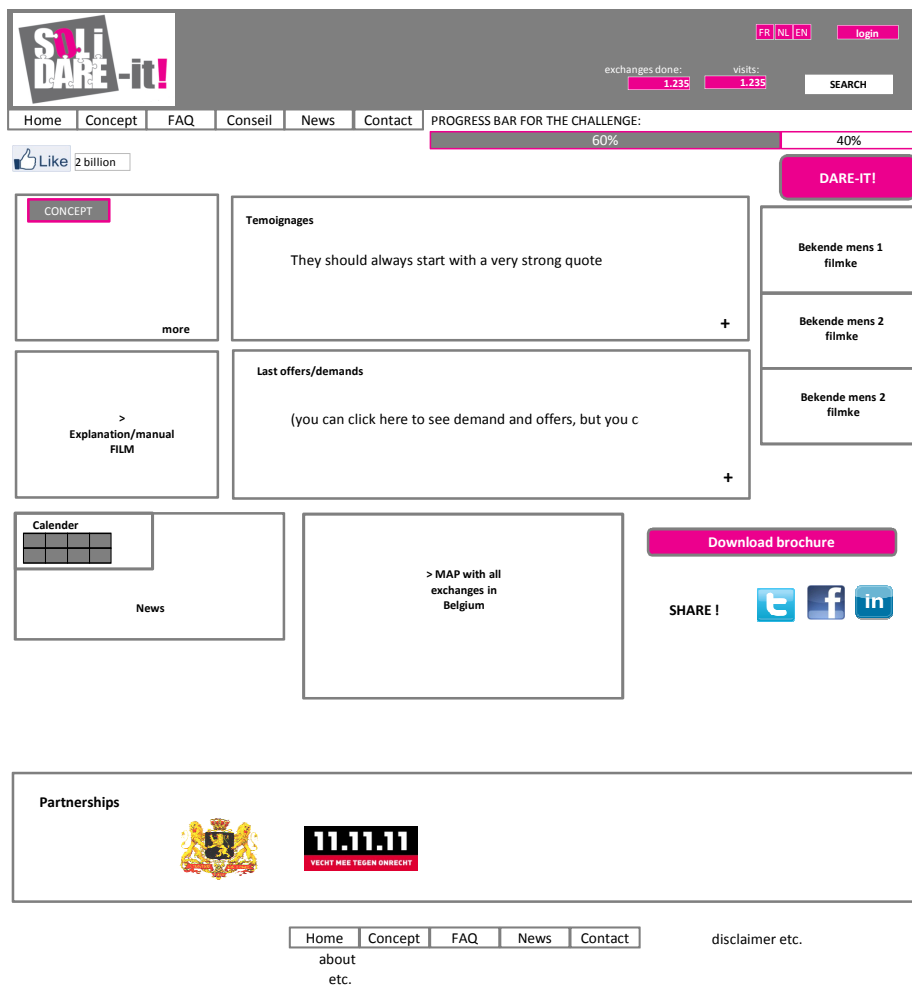 SOLi
DARE-it!
FR NL EN login
exchanges done: visits:
1.235 1.235 SEARCH
Home Concept FAQ Conseil News Contact PROGRESS BAR FOR THE CHALLENGE:
60% 40%
Like 2 billion
DARE-IT!
CONCEPT
more
Temoignages
They should always start with a very strong quote
+
Bekende mens 1
filmke
Bekende mens 2
filmke
Bekende mens 2
filmke
>
Explanation/manual
FILM
Last offers/demands
(you can click here to see demand and offers, but you c
+
Calender
News
> MAP with all
exchanges in
Belgium
Download brochure
SHARE !
t f in
Partnerships
11.11.11
VECHT MEE TEGEN ONRECHT
Home Concept FAQ News Contact disclaimer etc.
about
etc.